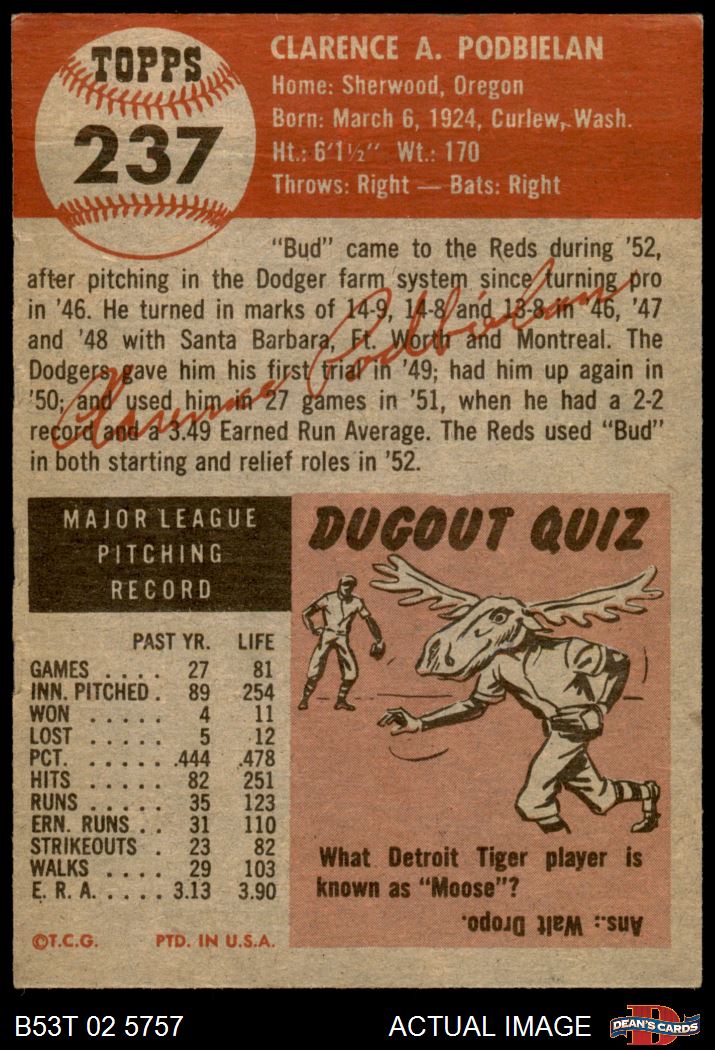 TOPPS
237
CLARENCE A. PODBIELAN
Home: Sherwood, Oregon
Born: March 6, 1924, Curlew, Wash.
Ht.: 6'1½" Wt.: 170
Throws: Right — Bats: Right
"Bud" came to the Reds during '52,
after pitching in the Dodger farm system since turning pro
in '46. He turned in marks of 14-9, 14-8 and 13-8 in '46, '47
and '48 with Santa Barbara, Ft. Worth and Montreal. The
Dodgers gave him his first trial in '49; had him up again in
'50; and used him in 27 games in '51, when he had a 2-2
record and a 3.49 Earned Run Average. The Reds used "Bud"
in both starting and relief roles in '52.
Clarence Podbielan
MAJOR LEAGUE
PITCHING
RECORD
PAST YR. LIFE
GAMES . . . . 27 81
INN. PITCHED . 89 254
WON . . . . . 4 11
LOST . . . . . 5 12
PCT. . . . . . .444 .478
HITS . . . . . 82 251
RUNS . . . . . 35 123
ERN. RUNS . . 31 110
STRIKEOUTS . 23 82
WALKS . . . . 29 103
E. R. A. . . . . 3.13 3.90
©T.C.G. PTD. IN U.S.A.
DUGOUT QUIZ
What Detroit Tiger player is
known as "Moose"?
Ans.: Walt Dropo.
B53T 02 5757 ACTUAL IMAGE
D
DEAN'S CARDS